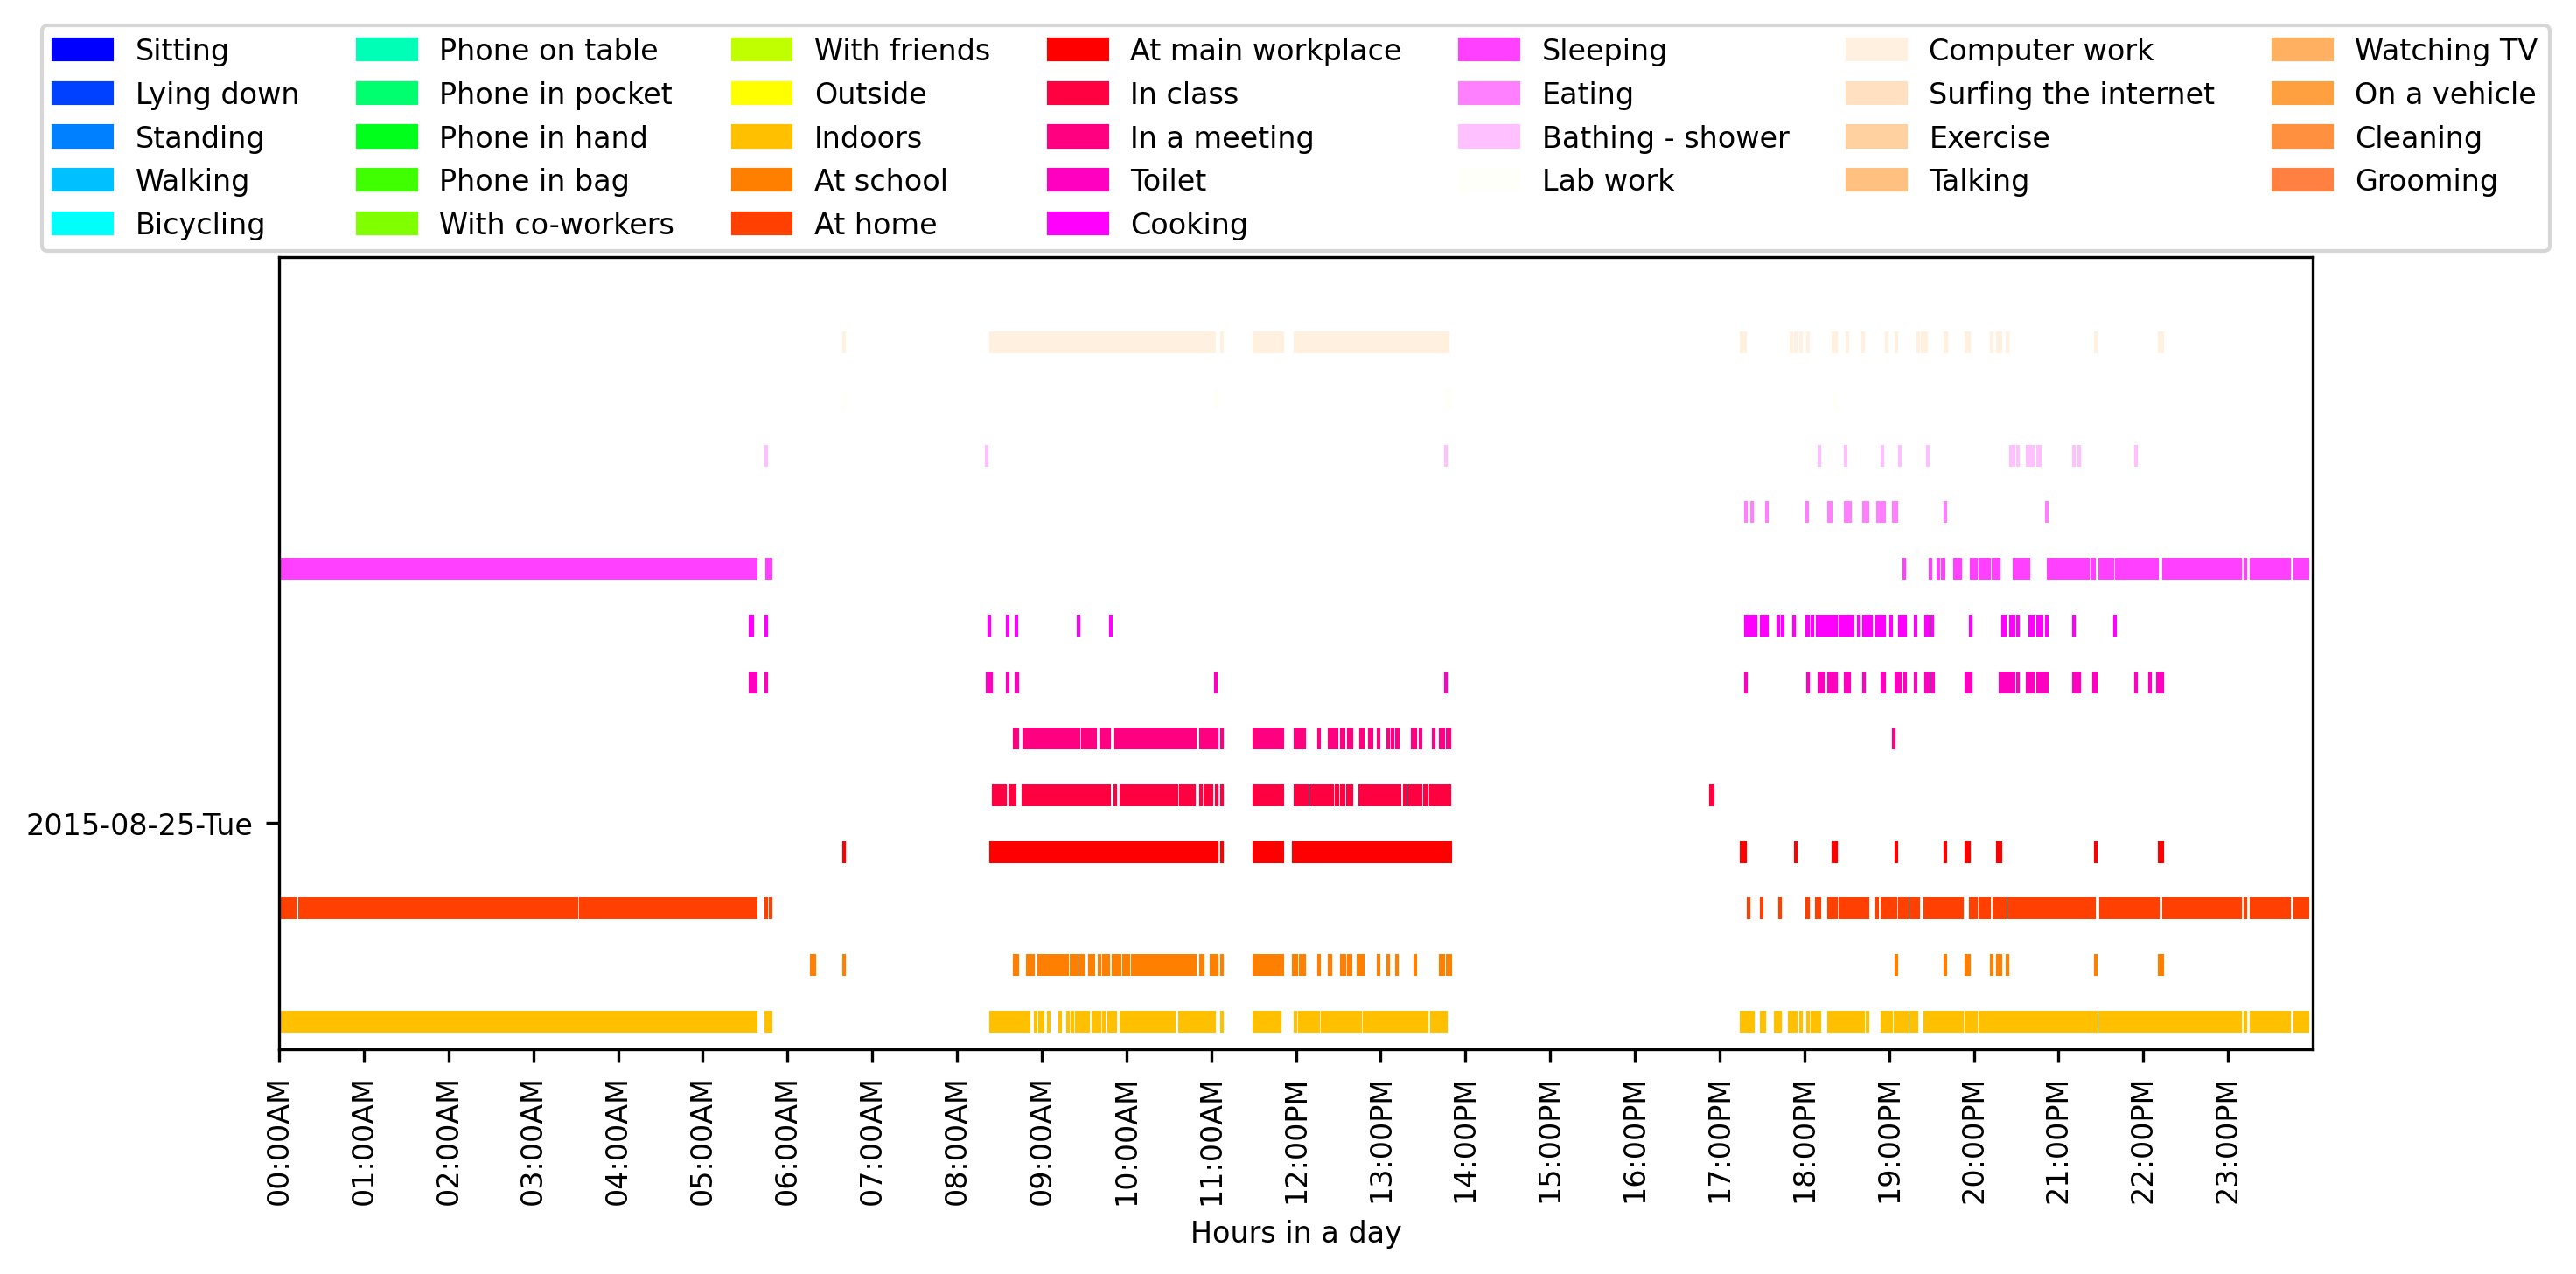 Sitting
Lying down
Standing
Walking
Bicycling
Phone on table
Phone in pocket
Phone in hand
Phone in bag
With co-workers
With friends
Outside
Indoors
At school
At home
At main workplace
In class
In a meeting
Toilet
Cooking
Sleeping
Eating
Bathing - shower
Lab work
Computer work
Surfing the internet
Exercise
Talking
Watching TV
On a vehicle
Cleaning
Grooming
2015-08-25-Tue
00:00AM
01:00AM
02:00AM
03:00AM
04:00AM
05:00AM
06:00AM
07:00AM
08:00AM
09:00AM
10:00AM
11:00AM
12:00PM
13:00PM
14:00PM
15:00PM
16:00PM
17:00PM
18:00PM
19:00PM
20:00PM
21:00PM
22:00PM
23:00PM
Hours in a day